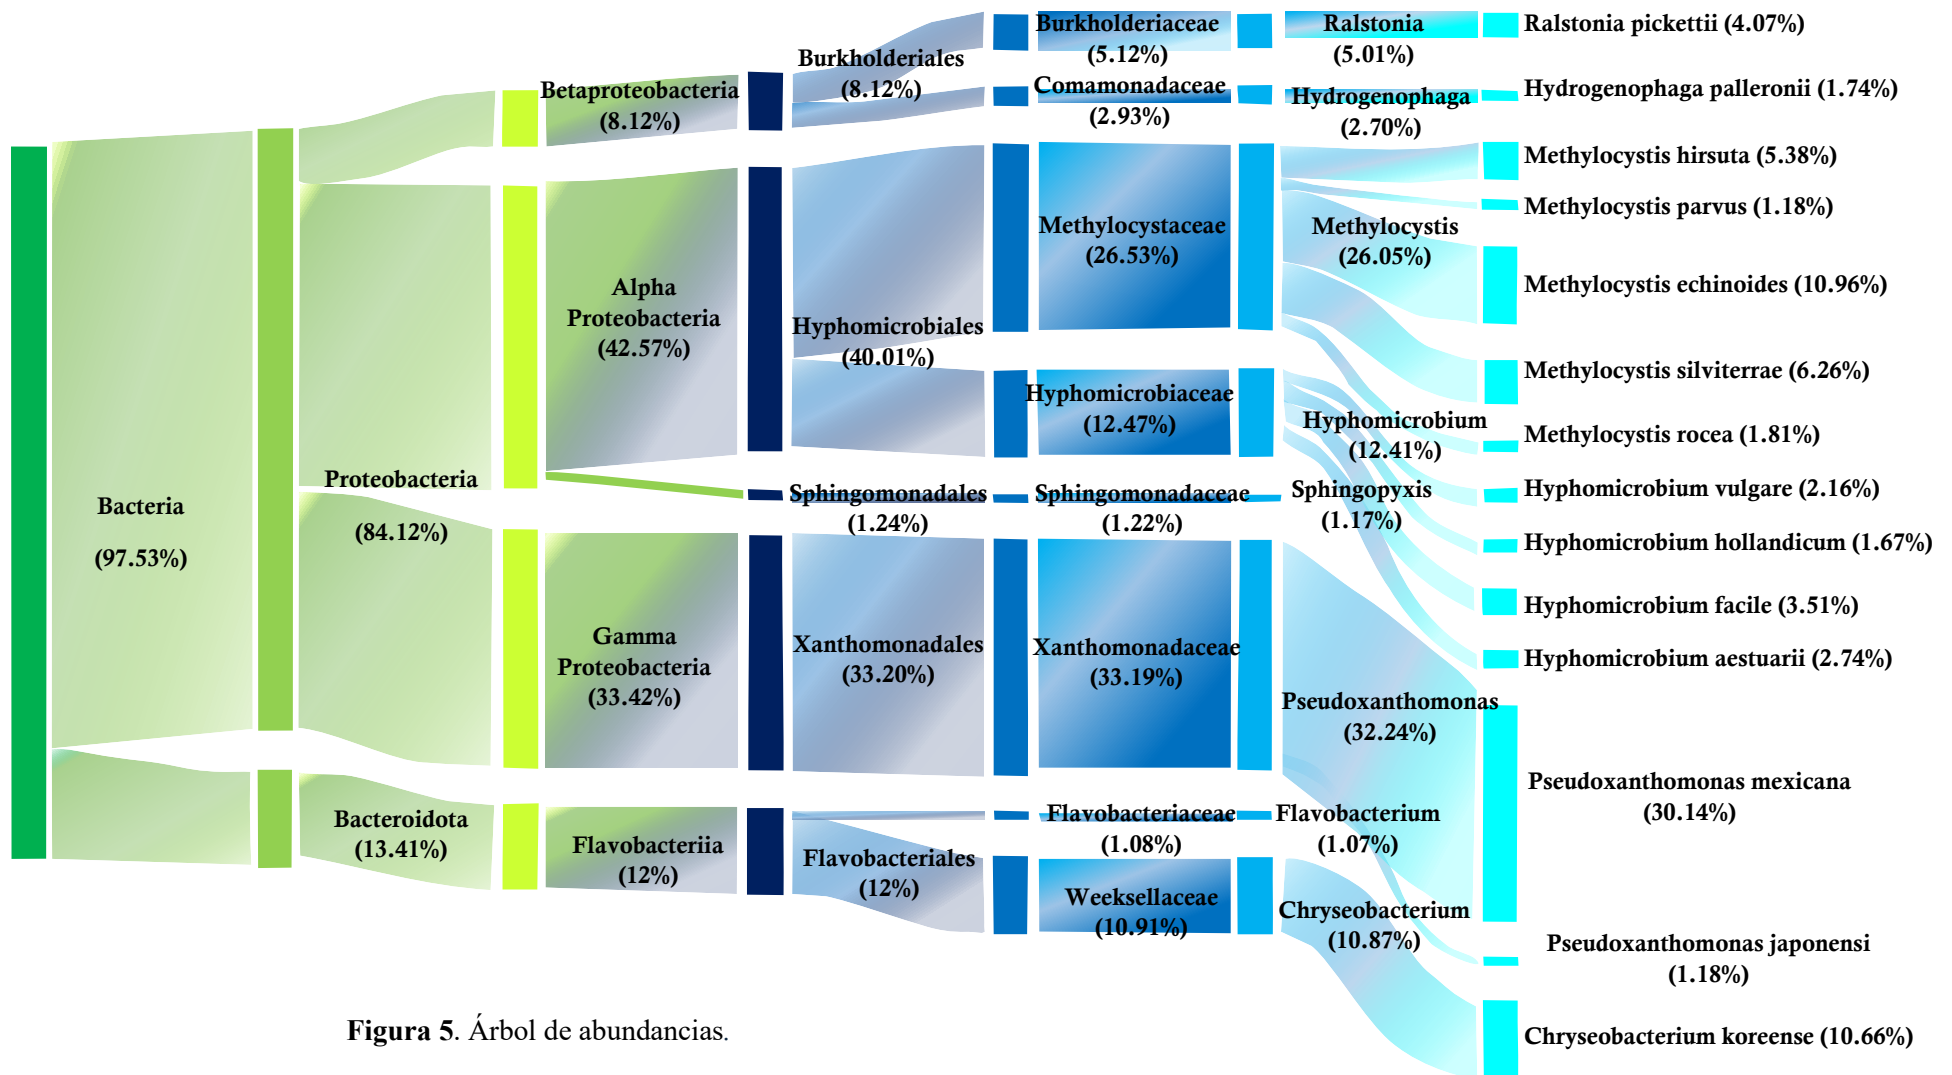 Bacteria
(97.53%)
Proteobacteria
(84.12%)
Bacteroidota
(13.41%)
Betaproteobacteria
(8.12%)
Alpha
Proteobacteria
(42.57%)
Gamma
Proteobacteria
(33.42%)
Flavobacteriia
(12%)
Burkholderiales
(8.12%)
Hyphomicrobiales
(40.01%)
Sphingomonadales
(1.24%)
Xanthomonadales
(33.20%)
Flavobacteriales
(12%)
Burkholderiaceae
(5.12%)
Comamonadaceae
(2.93%)
Methylocystaceae
(26.53%)
Hyphomicrobiaceae
(12.47%)
Sphingomonadaceae
(1.22%)
Xanthomonadaceae
(33.19%)
Flavobacteriaceae
(1.08%)
Weeksellaceae
(10.91%)
Ralstonia
(5.01%)
Hydrogenophaga
(2.70%)
Methylocystis
(26.05%)
Hyphomicrobium
(12.41%)
Sphingopyxis
(1.17%)
Pseudoxanthomonas
(32.24%)
Flavobacterium
(1.07%)
Chryseobacterium
(10.87%)
Ralstonia pickettii (4.07%)
Hydrogenophaga palleronii (1.74%)
Methylocystis hirsuta (5.38%)
Methylocystis parvus (1.18%)
Methylocystis echinoides (10.96%)
Methylocystis silviterrae (6.26%)
Methylocystis rocea (1.81%)
Hyphomicrobium vulgare (2.16%)
Hyphomicrobium hollandicum (1.67%)
Hyphomicrobium facile (3.51%)
Hyphomicrobium aestuarii (2.74%)
Pseudoxanthomonas mexicana
(30.14%)
Pseudoxanthomonas japonensi
(1.18%)
Chryseobacterium koreense (10.66%)
Figura 5. Árbol de abundancias.